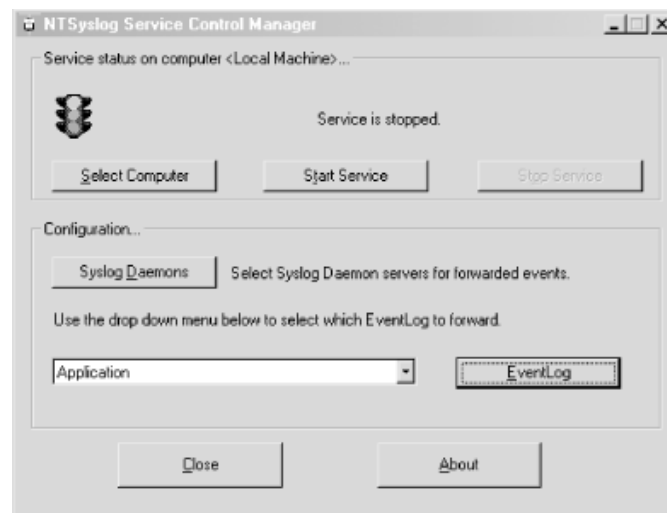 NTSyslog Service Control Manager
Service status on computer <Local Machine>...
Service is stopped.
Select Computer
Start Service
Stop Service
Configuration...
Syslog Daemons
Select Syslog Daemon servers for forwarded events.
Use the drop down menu below to select which EventLog to forward.
Application
EventLog
Close
About